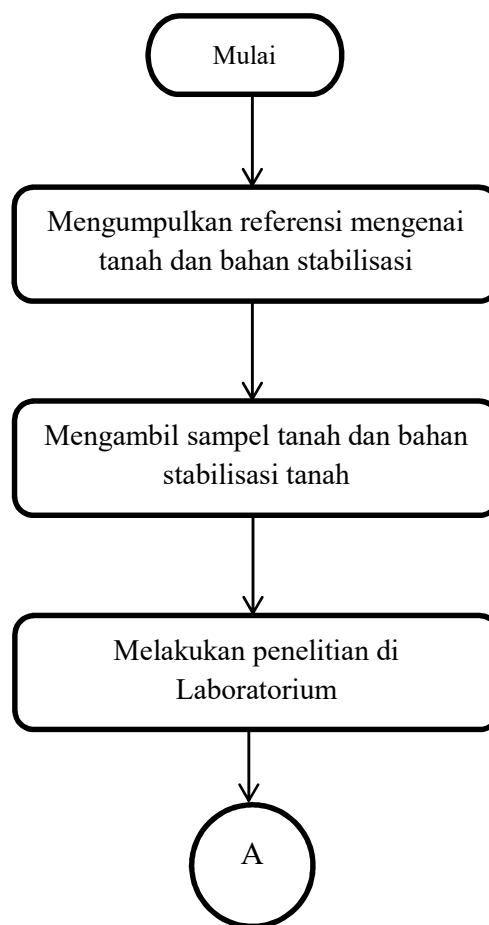 Mulai
Mengumpulkan referensi mengenai
tanah dan bahan stabilisasi
Mengambil sampel tanah dan bahan
stabilisasi tanah
Melakukan penelitian di
Laboratorium
A